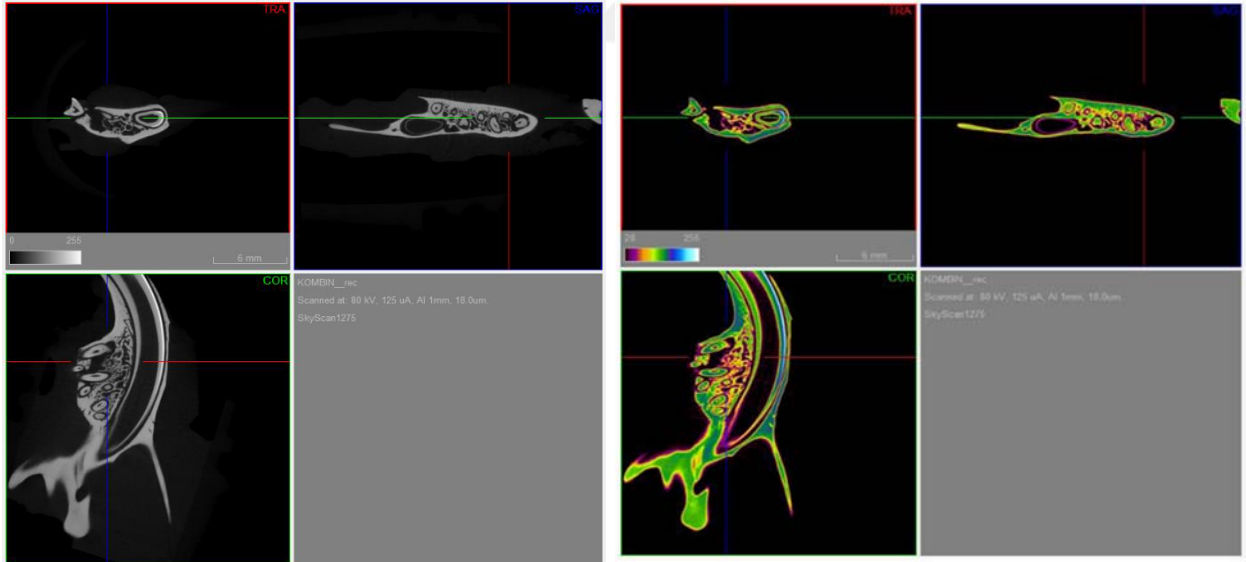 TRA
SAG
0 255
6 mm
COR
KOMBIN__rec
Scanned at: 80 kV, 125 uA, Al 1mm, 18.0um
SkyScan1275
TRA
SAG
28 255
6 mm
COR
KOMBIN__rec
Scanned at: 80 kV, 125 uA, Al 1mm, 18.0um
SkyScan1275